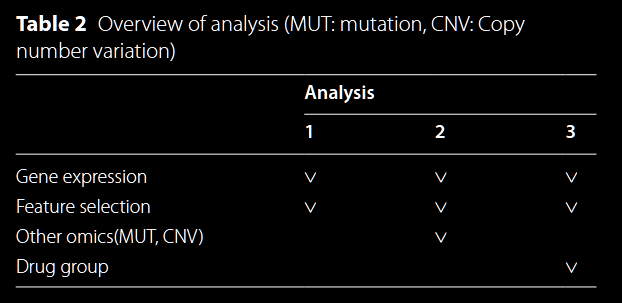 Table 2 Overview of analysis (MUT: mutation, CNV: Copy
number variation)
Analysis
1 2 3
Gene expression ∨ ∨ ∨
Feature selection ∨ ∨ ∨
Other omics(MUT, CNV) ∨
Drug group ∨